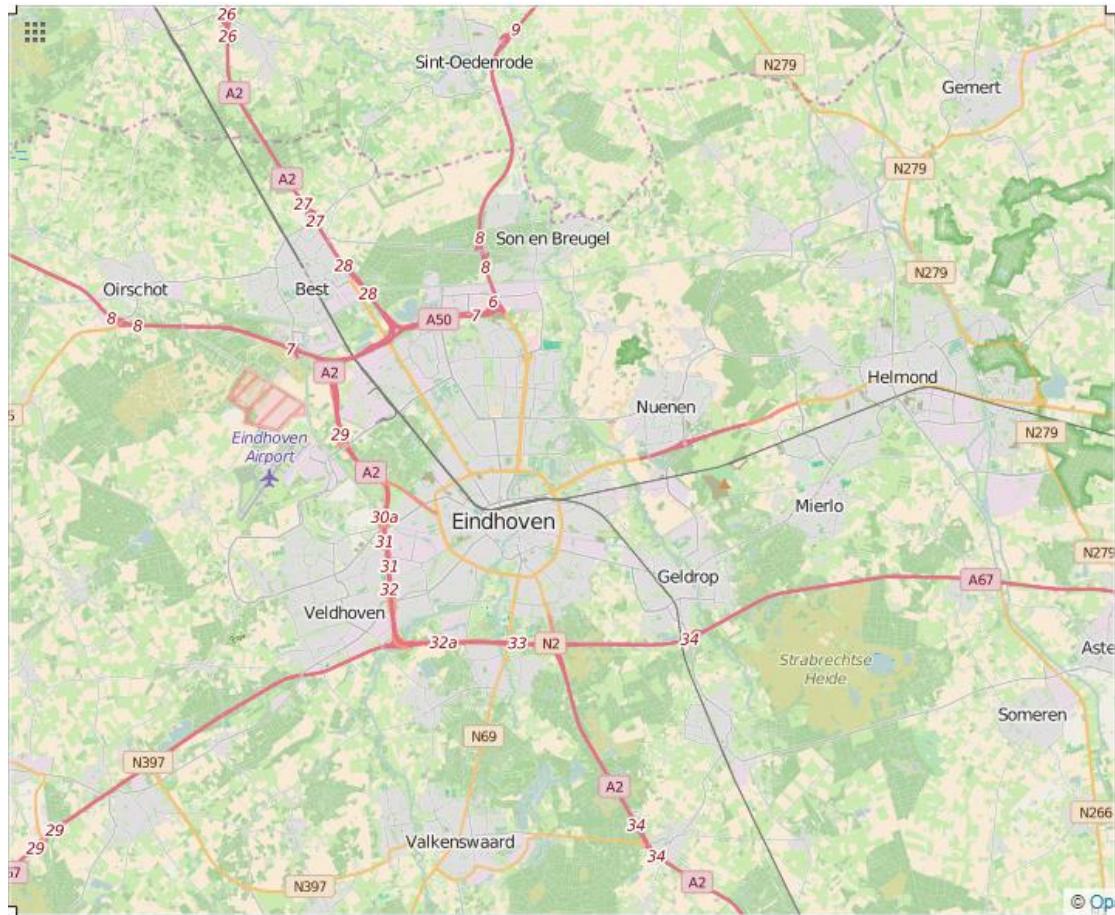 26
26
9
Sint-Oedenrode
N279
A2
Gemert
A2
N279
27
27
8
Son en Breugel
8
N279
28
Oirschot
Best
28
6
8
8
A50
7
7
A2
Helmond
Nuenen
5
29
Eindhoven
Airport
N279
A2
Mierlo
30a
Eindhoven
31
N279
31
Geldrop
A67
32
Veldhoven
32a
33
N2
34
Aste
Strabrechtse
Heide
Someren
N69
N397
A2
N266
34
29
Valkenswaard
29
34
67
N397
A2
© Op